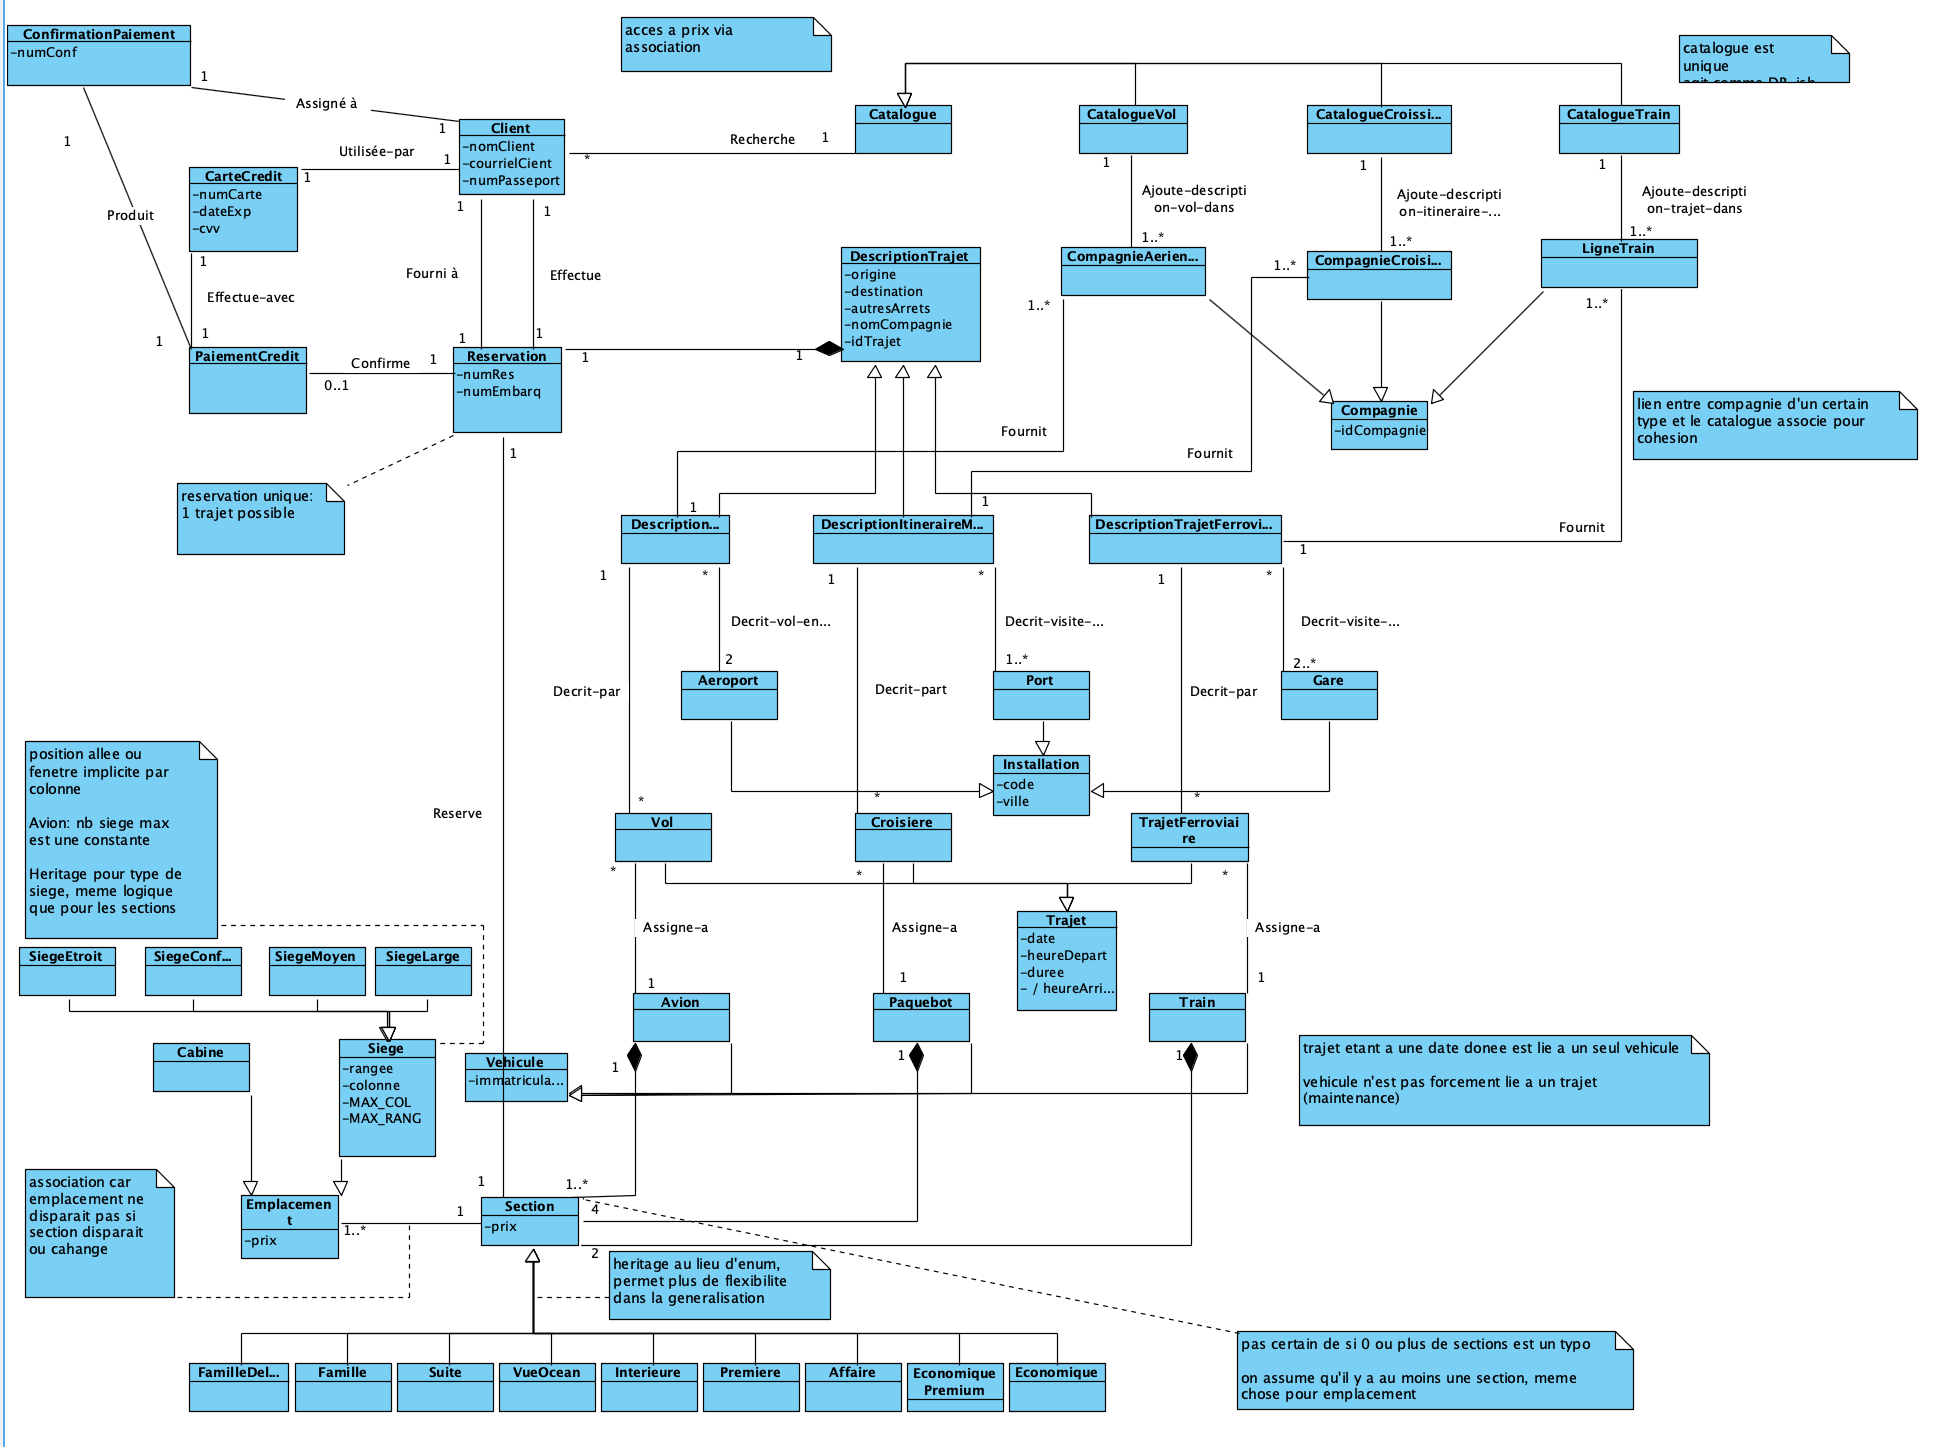 ConfirmationPaiement
-numConf
acces a prix via
association
catalogue est
unique
1
Assigné à
1
Catalogue
CatalogueVol
CatalogueCroissi...
CatalogueTrain
Client
-nomClient
-courrielCient
-numPasseport
1
Utilisée-par
1
1
Recherche
1
*
CarteCredit
-numCarte
-dateExp
-cvv
1
Ajoute-descripti
on-vol-dans
1..*
1
Ajoute-descripti
on-itineraire-...
1..*
1
Ajoute-descripti
on-trajet-dans
1..*
Produit
1
1
Fourni à
Effectue
DescriptionTrajet
-origine
-destination
-autresArrets
-nomCompagnie
-idTrajet
CompagnieAerien...
CompagnieCroisi...
LigneTrain
1
Effectue-avec
1
1
1..*
1..*
1..*
1
1
PaiementCredit
Confirme
0..1
1
Reservation
-numRes
-numEmbarq
1
1
Compagnie
-idCompagnie
lien entre compagnie d'un certain
type et le catalogue associe pour
cohesion
Fournit
Fournit
Fournit
1
reservation unique:
1 trajet possible
1
1
1
Description...
DescriptionItineraireM...
DescriptionTrajetFerrovi...
1
*
1
*
1
*
Decrit-vol-en...
Decrit-visite-...
Decrit-visite-...
2
1..*
2..*
Decrit-par
Aeroport
Decrit-part
Port
Decrit-par
Gare
position allee ou
fenetre implicite par
colonne
Avion: nb siege max
est une constante
Heritage pour type de
siege, meme logique
que pour les sections
Installation
-code
-ville
Reserve
*
*
*
Vol
Croisiere
TrajetFerroviai
re
*
*
*
Assigne-a
Assigne-a
Assigne-a
Trajet
-date
-heureDepart
-duree
- / heureArri...
SiegeEtroit
SiegeConf...
SiegeMoyen
SiegeLarge
1
1
1
Avion
Paquebot
Train
Cabine
Siege
-rangee
-colonne
-MAX_COL
-MAX_RANG
Vehicule
-immatricula...
1
1
1
trajet etant a une date donee est lie a un seul vehicule
vehicule n'est pas forcement lie a un trajet
(maintenance)
association car
emplacement ne
disparait pas si
section disparait
ou cahange
Emplacemen
t
-prix
1..*
1
1
1..*
Section
-prix
4
2
heritage au lieu d'enum,
permet plus de flexibilite
dans la generalisation
pas certain de si 0 ou plus de sections est un typo
on assume qu'il y a au moins une section, meme
chose pour emplacement
FamilleDel...
Famille
Suite
VueOcean
Interieure
Premiere
Affaire
Economique
Premium
Economique